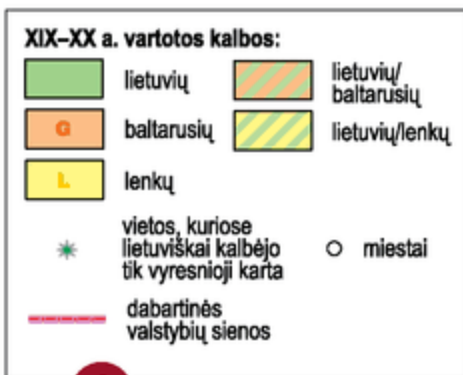 XIX–XX a. vartotos kalbos:
lietuvių
lietuvių/
baltarusių
G
baltarusių
lietuvių/lenkų
L
lenkų
vietos, kuriose
lietuviškai kalbėjo
tik vyresnioji karta
miestai
dabartinės
valstybių sienos